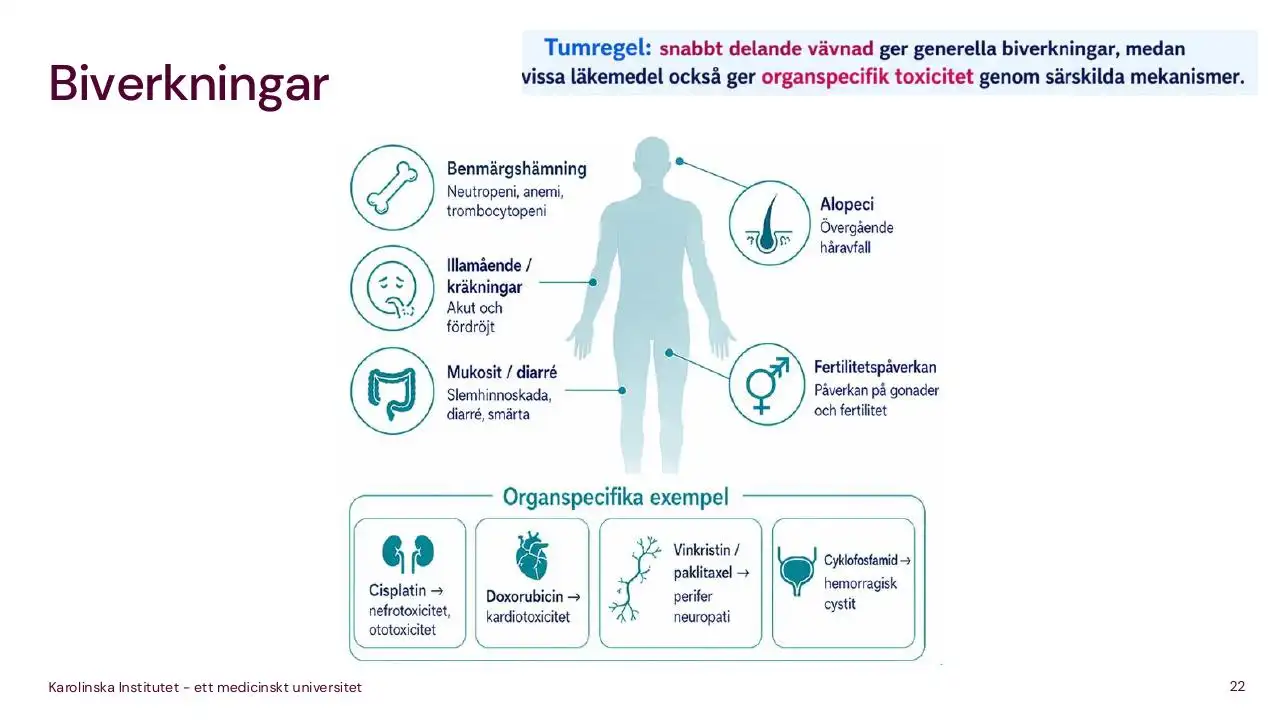 Biverkningar
Tumregel: snabbt delande vävnad ger generella biverkningar, medan
vissa läkemedel också ger organspecifik toxicitet genom särskilda mekanismer.
Benmärgshämning
Neutropeni, anemi,
trombocytopeni
Illamående /
kräkningar
Akut och
fördröjt
Mukosit / diarré
Slemhinnoskada,
diarré, smärta
Alopeci
Övergående
håravfall
Fertilitetspåverkan
Påverkan på gonader
och fertilitet
Organspecifika exempel
Cisplatin →
nefrotoxicitet,
ototoxicitet
Doxorubicin →
kardiotoxicitet
Vinkristin /
paklitaxel →
perifer
neuropati
Cyklofosfamid →
hemorragisk
cystit
Karolinska Institutet – ett medicinskt universitet
22